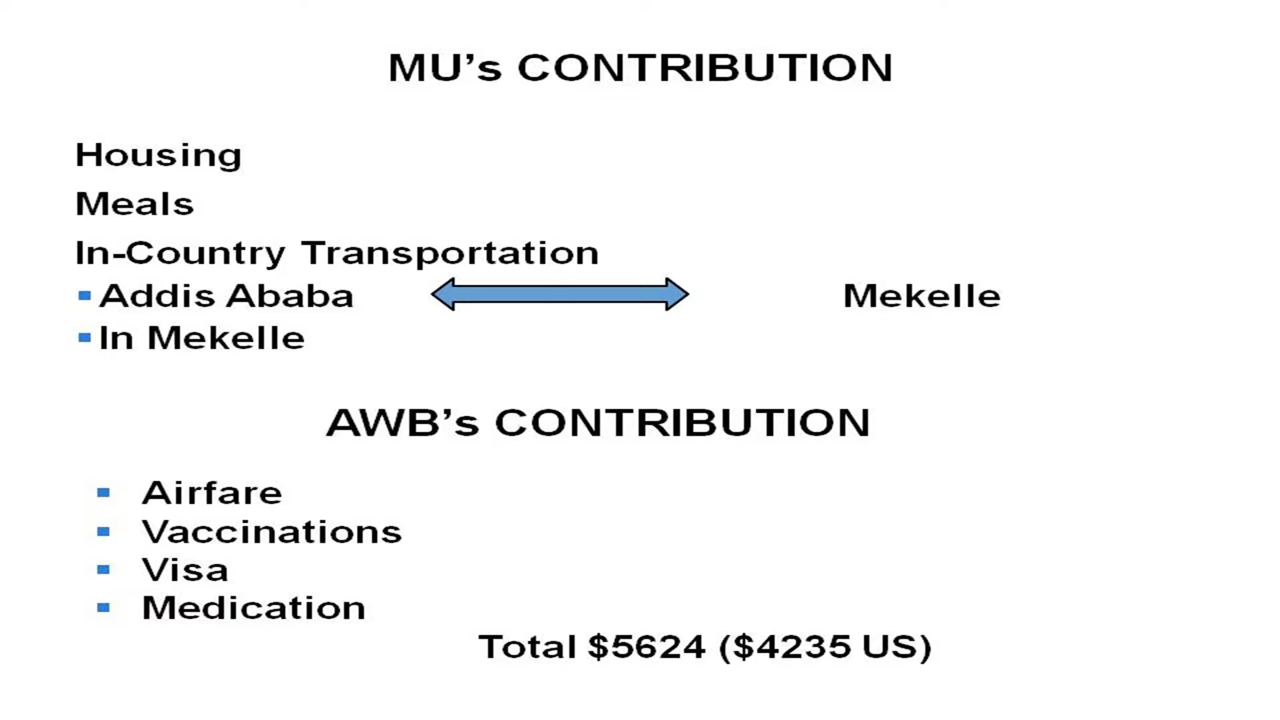 MU’s CONTRIBUTION
Housing
Meals
In-Country Transportation
Addis Ababa Mekelle
In Mekelle
AWB’s CONTRIBUTION
Airfare
Vaccinations
Visa
Medication
Total $5624 ($4235 US)